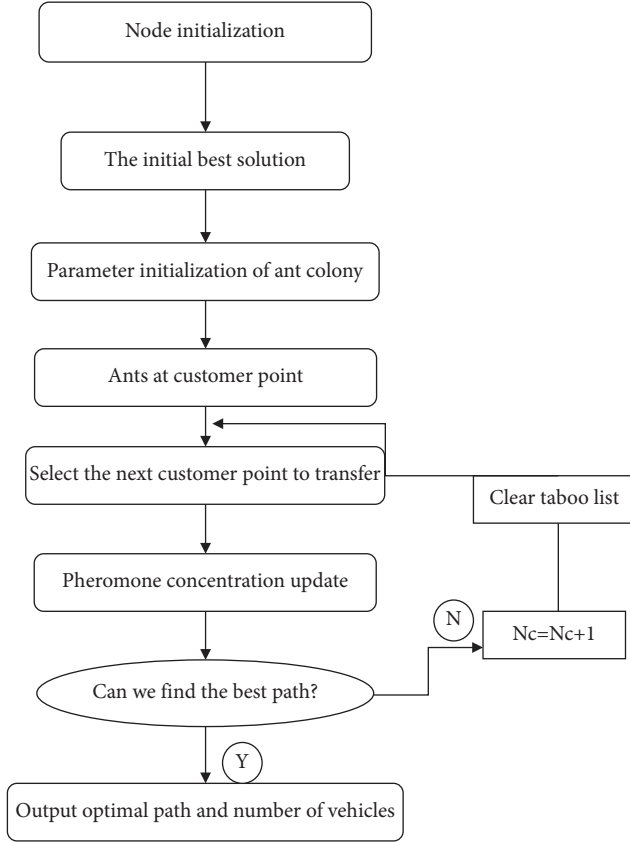 Node initialization
The initial best solution
Parameter initialization of ant colony
Ants at customer point
Select the next customer point to transfer
Clear taboo list
Pheromone concentration update
N
Nc=Nc+1
Can we find the best path?
Y
Output optimal path and number of vehicles